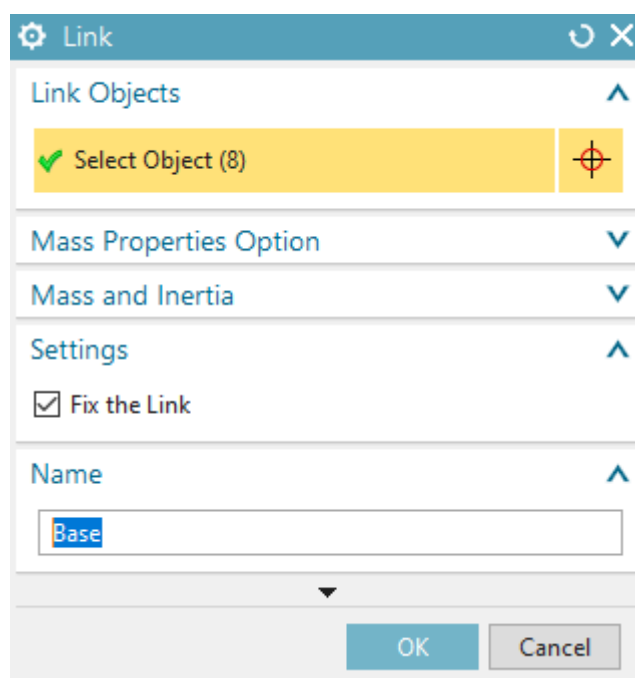 Link
Link Objects
Select Object (8)
Mass Properties Option
Mass and Inertia
Settings
Fix the Link
Name
Base
OK Cancel